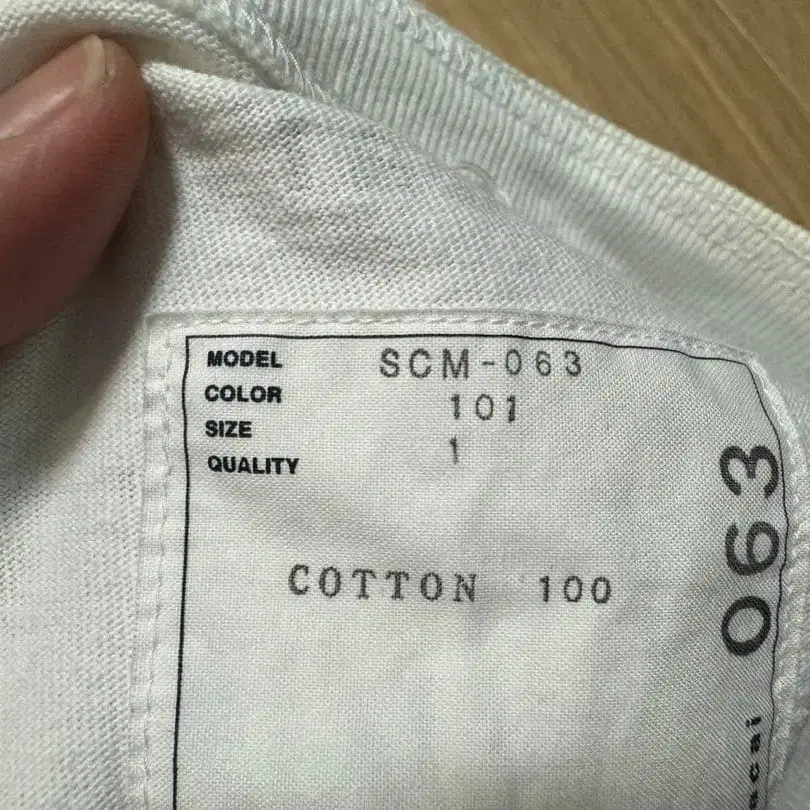 MODEL SCM-063
COLOR 101
SIZE 1
QUALITY
COTTON 100
063